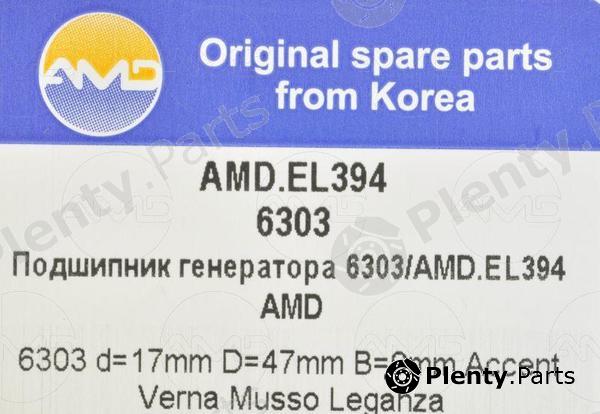 AMD
Original spare parts
from Korea
AMD.EL394
6303
Подшипник генератора 6303/AMD.EL394
AMD
6303 d=17mm D=47mm Accent
Verna Musso Leganza
Plenty.Parts